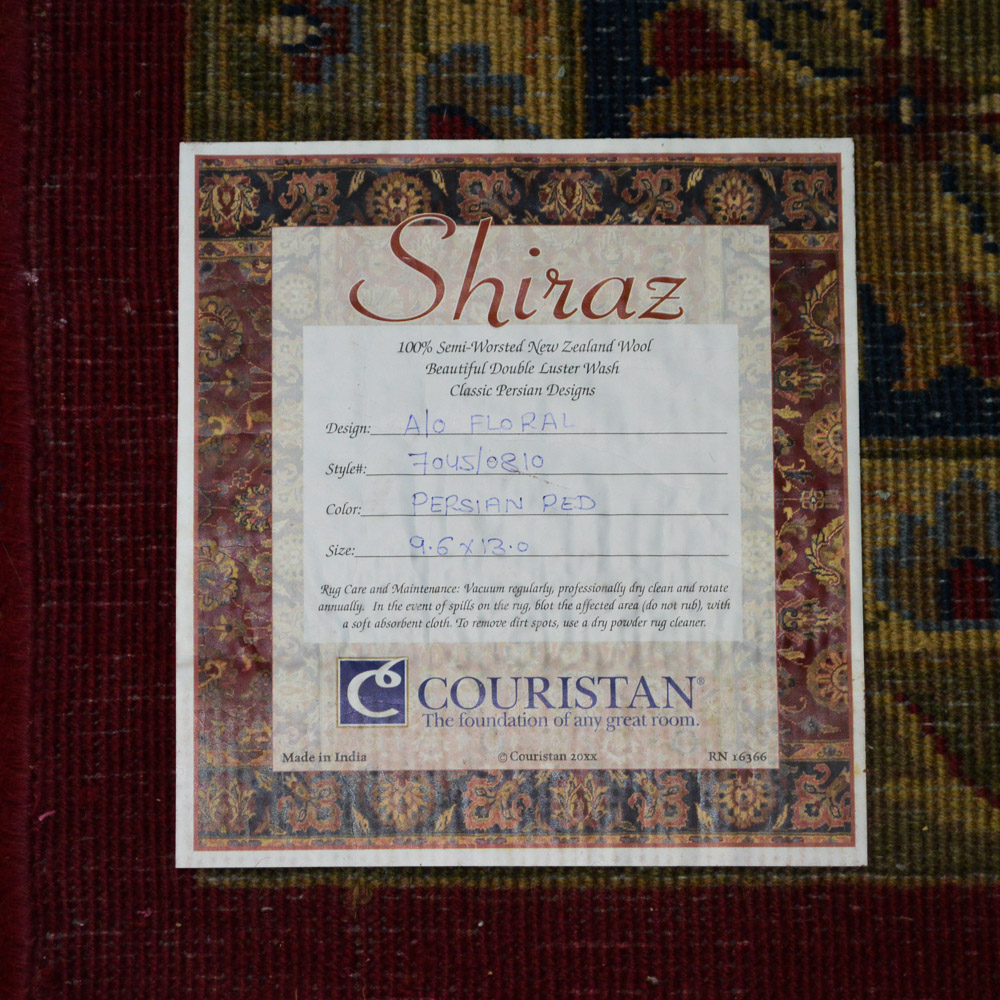 Shiraz
100% Semi-Worsted New Zealand Wool
Beautiful Double Luster Wash
Classic Persian Designs
Design: A/O FLORAL
Style#: 7045/0810
Color: PERSIAN RED
Size: 9.6 x 13.0
Rug Care and Maintenance: Vacuum regularly, professionally dry clean and rotate
annually. In the event of spills on the rug, blot the affected area (do not rub), with
a soft absorbent cloth. To remove dirt spots, use a dry powder rug cleaner.
C COURISTAN®
The foundation of any great room.
Made in India © Couristan 20xx RN 16366